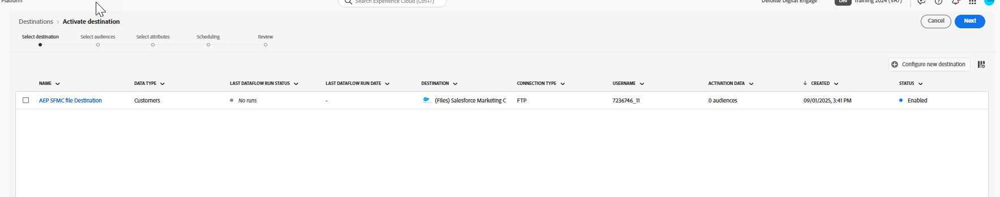 Platform
Search Experience Cloud (Ctrl+/)
Deloitte Digital Engage
Dev
Training 2024 (VA7)
Destinations > Activate destination
Cancel
Next
Select destination
Select audiences
Select attributes
Scheduling
Review
Configure new destination
NAME DATA TYPE LAST DATAFLOW RUN STATUS LAST DATAFLOW RUN DATE DESTINATION CONNECTION TYPE USERNAME ACTIVATION DATA CREATED STATUS
AEP SFMC file Destination Customers No runs - (Files) Salesforce Marketing C FTP 7236746_11 0 audiences 09/01/2025, 3:41 PM Enabled